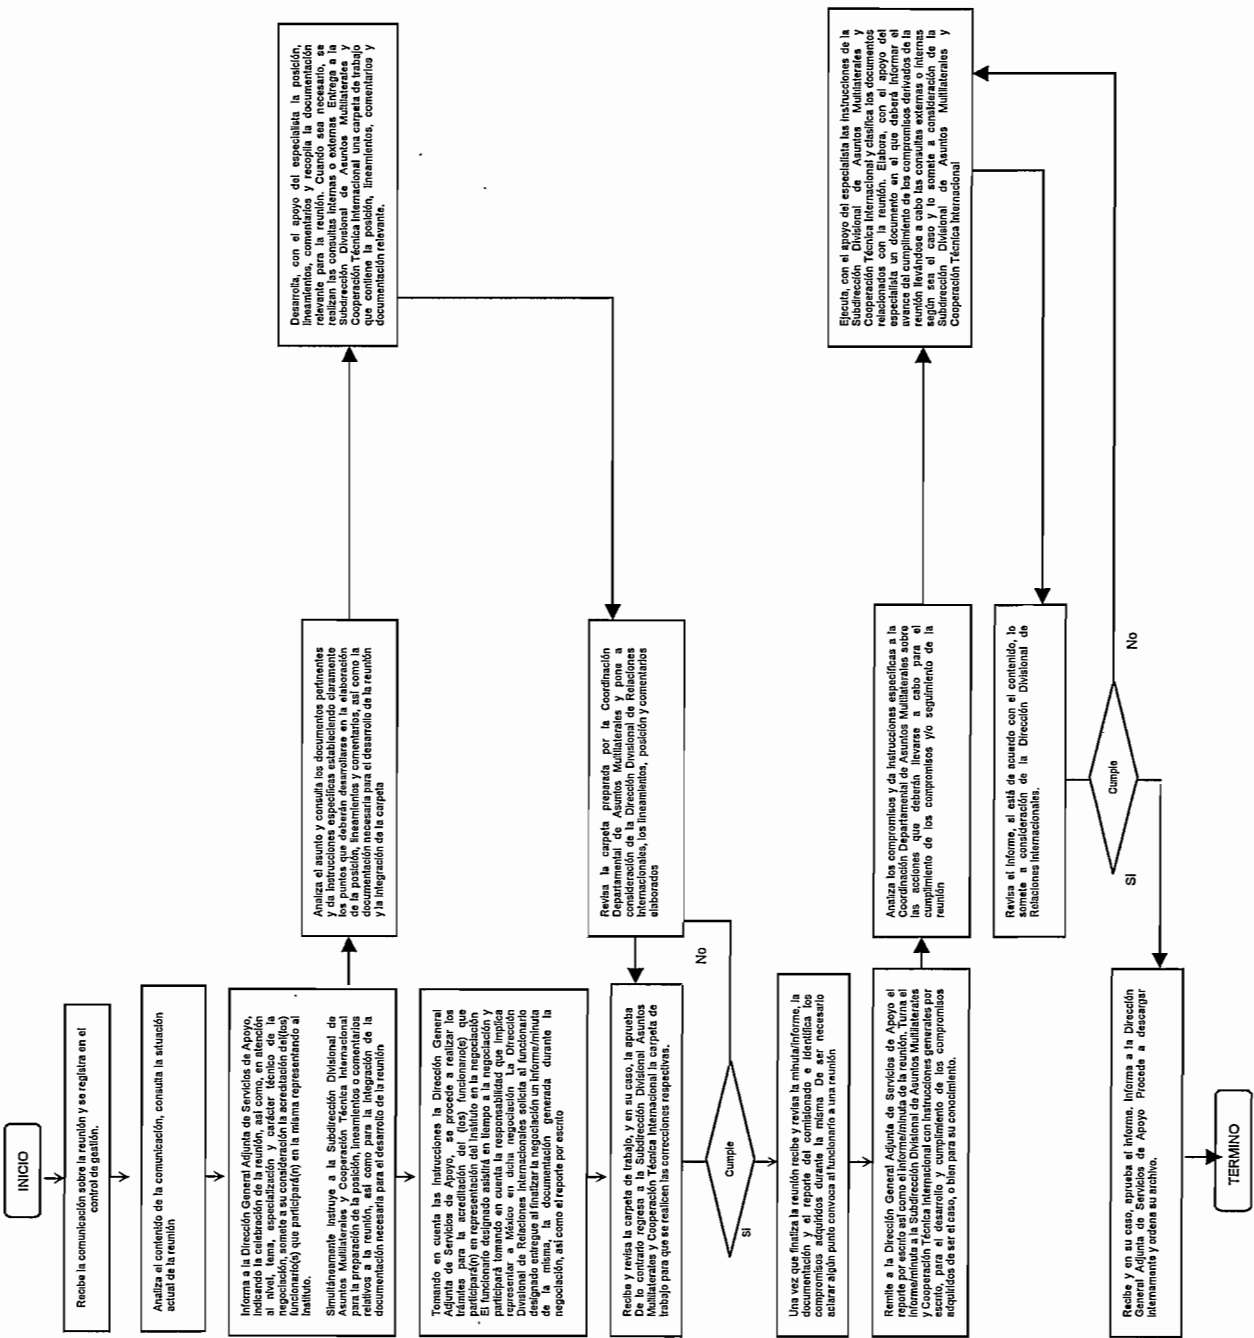 INICIO
Recibe la comunicación sobre la reunión y se registra en el
control de gestión.
Analiza el contenido de la comunicación, consulta la situación
actual de la reunión
Informa a la Dirección General Adjunta de Servicios de Apoyo,
indicando la celebración de la reunión, así como, en atención
al nivel, tema, especialización y carácter técnico de la
negociación, somete a su consideración la acreditación del(los)
funcionario(s) que participará(n) en la misma representando al
Instituto.
Simultáneamente instruye a la Subdirección Divisional de
Asuntos Multilaterales y Cooperación Técnica Internacional
para la preparación de la posición, lineamientos o comentarios
relativos a la reunión, así como para la integración de la
documentación necesaria para el desarrollo de la reunión
Analiza el asunto y consulta los documentos pertinentes
y da instrucciones específicas estableciendo claramente
los puntos que deberán desarrollarse en la elaboración
de la posición, lineamientos y comentarios, así como la
documentación necesaria para el desarrollo de la reunión
y la integración de la carpeta
Desarrolla, con el apoyo del especialista la posición,
lineamientos, comentarios y recopila la documentación
relevante para la reunión. Cuando sea necesario, se
realizan las consultas internas o externas Entrega a la
Subdirección Divisional de Asuntos Multilaterales y
Cooperación Técnica Internacional una carpeta de trabajo
que contiene la posición, lineamientos, comentarios y
documentación relevante.
Tomando en cuenta las instrucciones la Dirección General
Adjunta de Servicios de Apoyo, se procede a realizar los
trámites para la acreditación del (los) funcionario(s) que
participará(n) en representación del Instituto en la negociación
El funcionario designado asistirá en tiempo a la negociación y
participará tomando en cuenta la responsabilidad que implica
representar a México en dicha negociación La Dirección
Divisional de Relaciones Internacionales solicita al funcionario
designado entregue al finalizar la negociación un informe/minuta
de la misma, la documentación generada durante la
negociación, así como el reporte por escrito
Revisa la carpeta preparada por la Coordinación
Departamental de Asuntos Multilaterales y pone a
consideración de la Dirección Divisional de Relaciones
Internacionales, los lineamientos, posición y comentarios
elaborados
Recibe y revisa la carpeta de trabajo, y en su caso, la aprueba
De lo contrario regresa a la Subdirección Divisional Asuntos
Multilaterales y Cooperación Técnica Internacional la carpeta de
trabajo para que se realicen las correcciones respectivas.
No
Cumple
Si
Una vez que finaliza la reunión recibe y revisa la minuta/informe, la
documentación y el reporte del comisionado e identifica los
compromisos adquiridos durante la misma De ser necesario
aclarar algún punto convoca al funcionario a una reunión
Remite a la Dirección General Adjunta de Servicios de Apoyo el
reporte por escrito así como el informe/minuta de la reunión. Turna el
informe/minuta a la Subdirección Divisional de Asuntos Multilaterales
y Cooperación Técnica Internacional con instrucciones generales por
escrito, para el desarrollo y cumplimiento de los compromisos
adquiridos de ser el caso, o bien para su conocimiento.
Analiza los compromisos y da instrucciones específicas a la
Coordinación Departamental de Asuntos Multilaterales sobre
las acciones que deberán llevarse a cabo para el
cumplimiento de los compromisos y/o seguimiento de la
reunión
Ejecuta, con el apoyo del especialista las instrucciones de la
Subdirección Divisional de Asuntos Multilaterales y
Cooperación Técnica Internacional y clasifica los documentos
relacionados con la reunión. Elabora, con el apoyo del
especialista un documento en el que deberá informar el
avance del cumplimiento de los compromisos derivados de la
reunión llevándose a cabo las consultas externas o internas
según sea el caso y lo somete a consideración de la
Subdirección Divisional de Asuntos Multilaterales y
Cooperación Técnica Internacional
Revisa el informe, si está de acuerdo con el contenido, lo
somete a consideración de la Dirección Divisional de
Relaciones Internacionales.
No
Cumple
Si
Recibe y en su caso, aprueba el informe. Informa a la Dirección
General Adjunta de Servicios de Apoyo Procede a descargar
internamente y ordena su archivo.
TERMINO